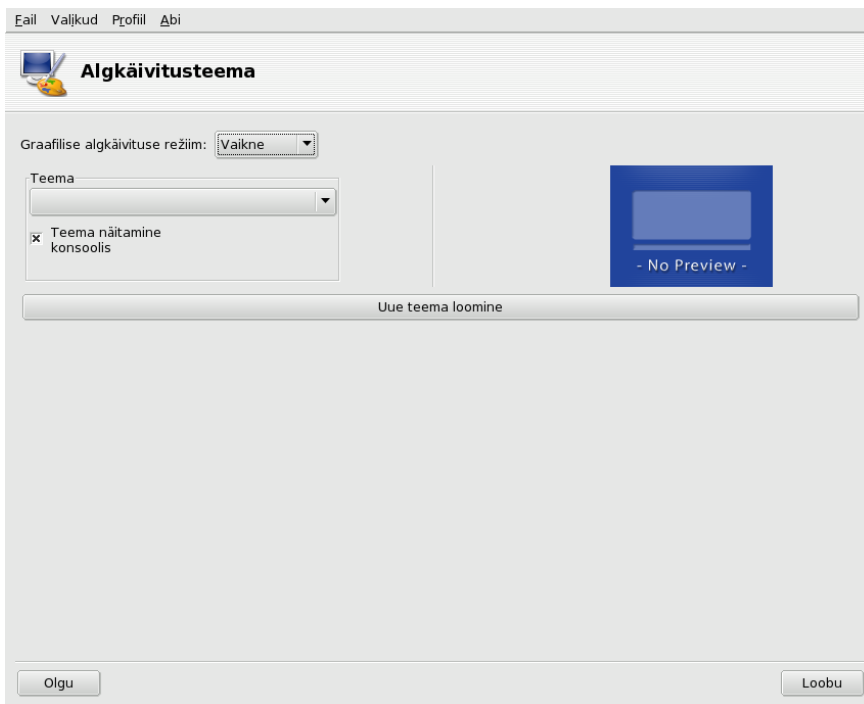 Fail Valikud Profiil Abi
Algkäivitusteema
Graafilise algkäivituse režiim: Vaikne
Teema
Teema näitamine
konsoolis
- No Preview -
Uue teema loomine
Olgu Loobu